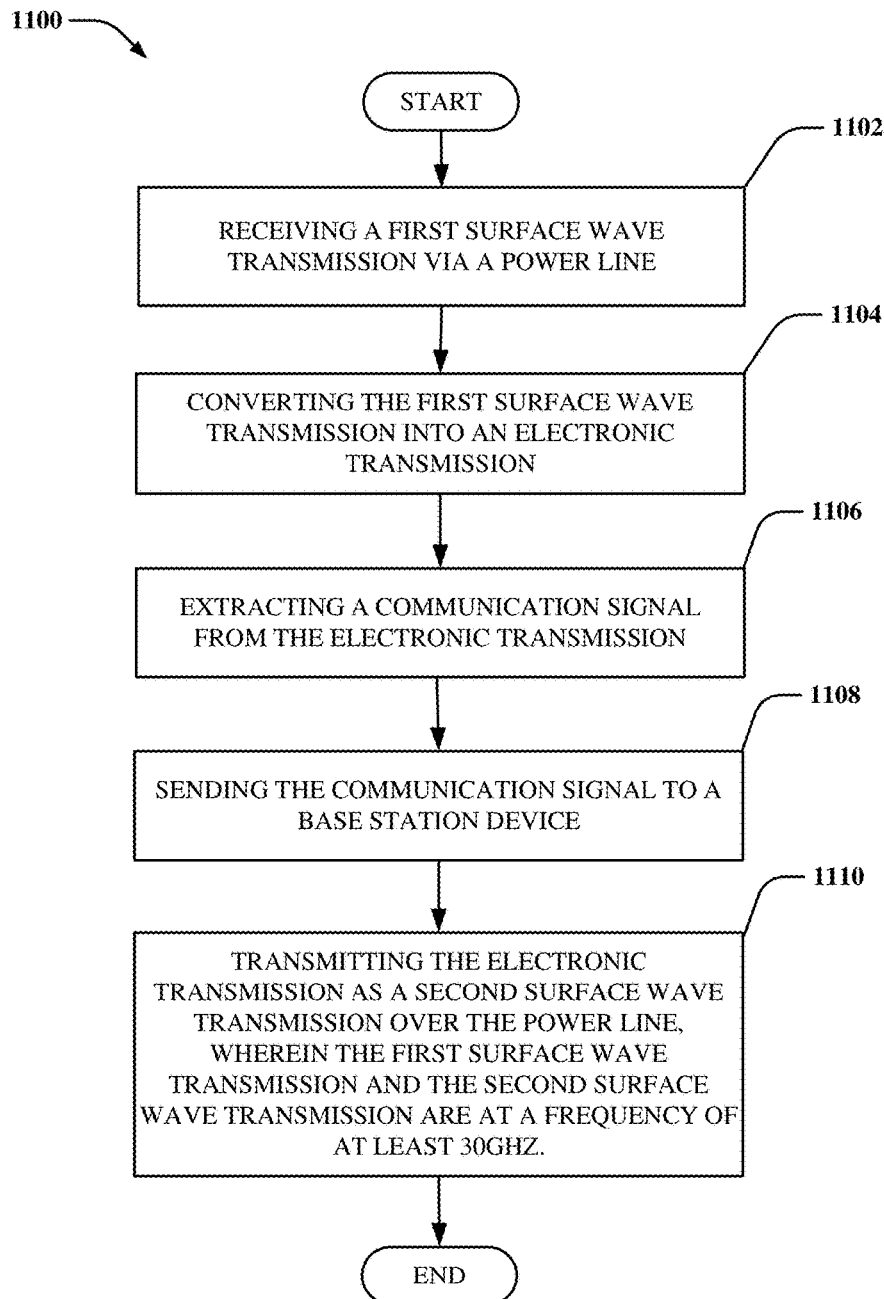 1100
START
1102
RECEIVING A FIRST SURFACE WAVE
TRANSMISSION VIA A POWER LINE
1104
CONVERTING THE FIRST SURFACE WAVE
TRANSMISSION INTO AN ELECTRONIC
TRANSMISSION
1106
EXTRACTING A COMMUNICATION SIGNAL
FROM THE ELECTRONIC TRANSMISSION
1108
SENDING THE COMMUNICATION SIGNAL TO A
BASE STATION DEVICE
1110
TRANSMITTING THE ELECTRONIC
TRANSMISSION AS A SECOND SURFACE WAVE
TRANSMISSION OVER THE POWER LINE,
WHEREIN THE FIRST SURFACE WAVE
TRANSMISSION AND THE SECOND SURFACE
WAVE TRANSMISSION ARE AT A FREQUENCY OF
AT LEAST 30GHZ.
END